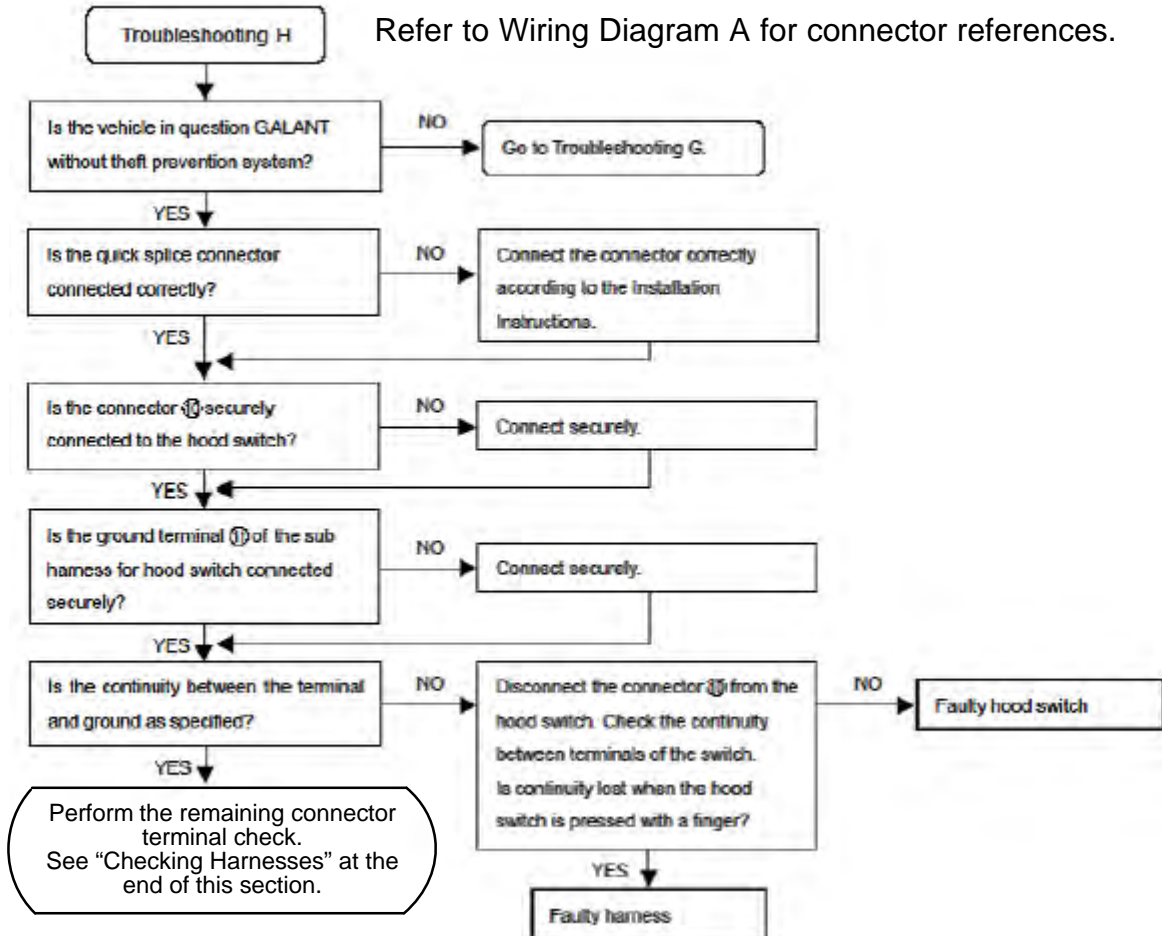 Troubleshooting H
Refer to Wiring Diagram A for connector references.
Is the vehicle in question GALANT
without theft prevention system?
NO
Go to Troubleshooting G.
YES
Is the quick splice connector
connected correctly?
NO
Connect the connector correctly
according to the Installation
Instructions.
YES
Is the connector ⑩ securely
connected to the hood switch?
NO
Connect securely.
YES
Is the ground terminal ⑪ of the sub
harness for hood switch connected
securely?
NO
Connect securely.
YES
Is the continuity between the terminal
and ground as specified?
NO
Disconnect the connector ⑩ from the
hood switch. Check the continuity
between terminals of the switch.
Is continuity lost when the hood
switch is pressed with a finger?
NO
Faulty hood switch
YES
Perform the remaining connector
terminal check.
See “Checking Harnesses” at the
end of this section.
YES
Faulty harness